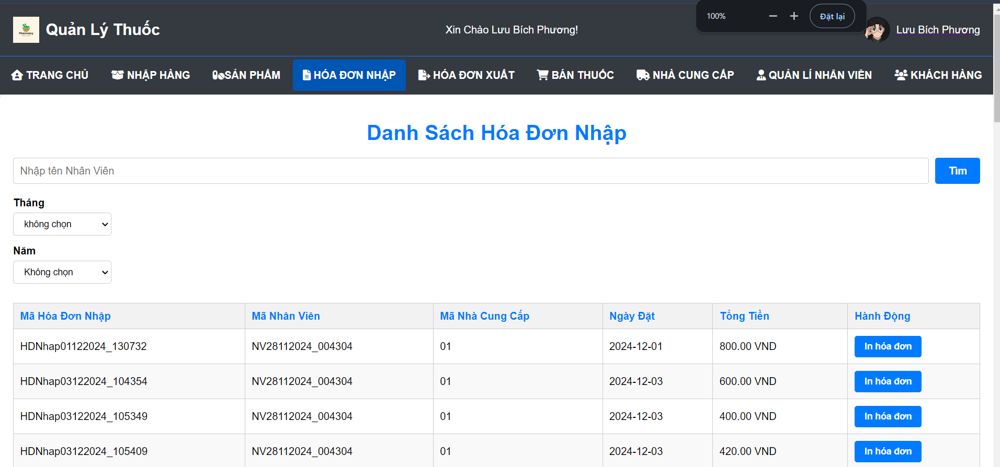 100%
Đặt lại
Pharmacy
Quản Lý Thuốc
Xin Chào Lưu Bích Phương!
Lưu Bích Phương
TRANG CHỦ NHẬP HÀNG SẢN PHẨM HÓA ĐƠN NHẬP HÓA ĐƠN XUẤT BÁN THUỐC NHÀ CUNG CẤP QUẢN LÍ NHÂN VIÊN KHÁCH HÀNG
Danh Sách Hóa Đơn Nhập
Nhập tên Nhân Viên Tìm
Tháng
không chọn
Năm
Không chọn
Mã Hóa Đơn Nhập Mã Nhân Viên Mã Nhà Cung Cấp Ngày Đặt Tổng Tiền Hành Động
HDNhap01122024_130732 NV28112024_004304 01 2024-12-01 800.00 VND In hóa đơn
HDNhap03122024_104354 NV28112024_004304 01 2024-12-03 600.00 VND In hóa đơn
HDNhap03122024_105349 NV28112024_004304 01 2024-12-03 400.00 VND In hóa đơn
HDNhap03122024_105409 NV28112024_004304 01 2024-12-03 420.00 VND In hóa đơn